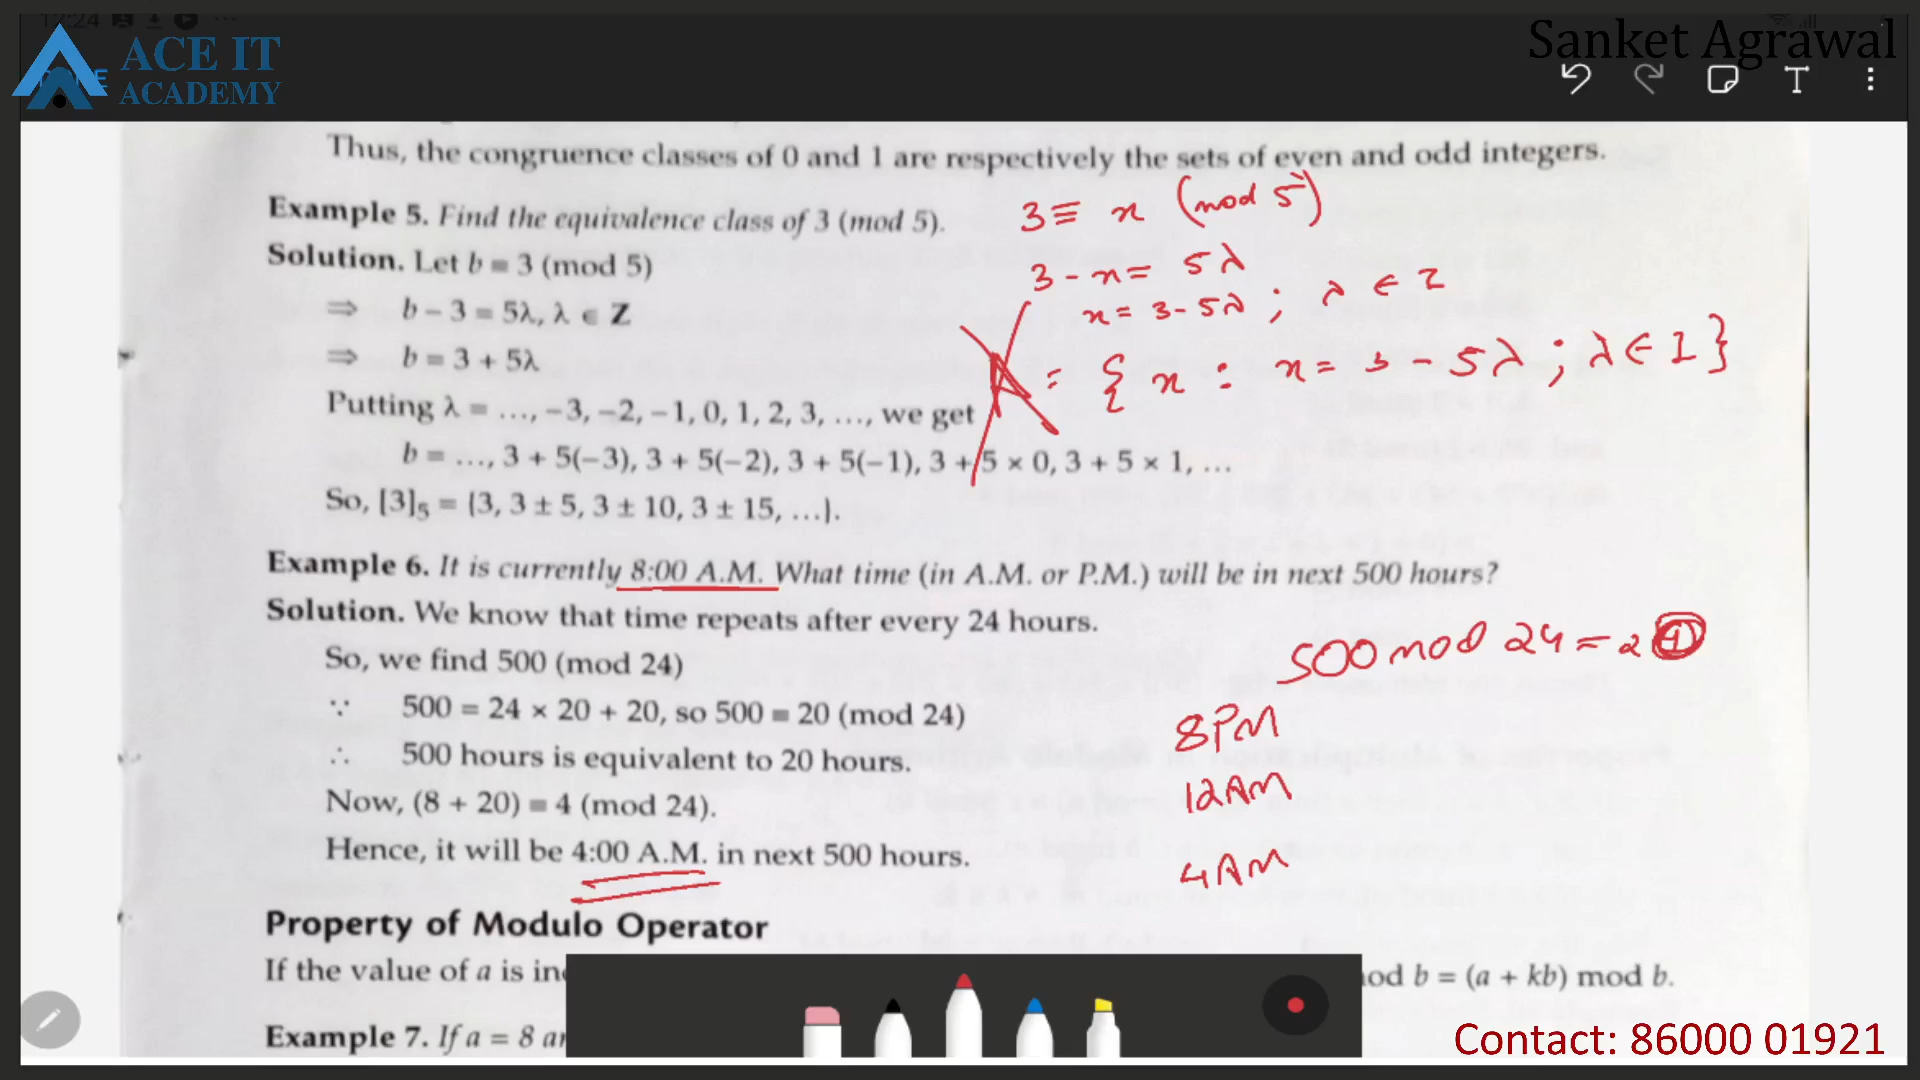 12:24
Sanket Agrawal
ACE IT
ACADEMY
T
Thus, the congruence classes of 0 and 1 are respectively the sets of even and odd integers.
Example 5. Find the equivalence class of 3 (mod 5).
3 ≡ x (mod 5)
Solution. Let b ≡ 3 (mod 5)
3 - x = 5λ
⇒ b − 3 = 5λ, λ ∈ Z
x = 3 - 5λ ; λ ∈ Z
⇒ b = 3 + 5λ
A = { x : x = 3 - 5λ ; λ ∈ I }
Putting λ = ..., −3, −2, −1, 0, 1, 2, 3, ..., we get
b = ..., 3 + 5(−3), 3 + 5(−2), 3 + 5(−1), 3 + 5 × 0, 3 + 5 × 1, ...
So, [3]₅ = {3, 3 ± 5, 3 ± 10, 3 ± 15, ...}.
Example 6. It is currently 8:00 A.M. What time (in A.M. or P.M.) will be in next 500 hours?
Solution. We know that time repeats after every 24 hours.
So, we find 500 (mod 24)
500 mod 24 = 2
∵ 500 = 24 × 20 + 20, so 500 ≡ 20 (mod 24)
8PM
∴ 500 hours is equivalent to 20 hours.
12AM
Now, (8 + 20) ≡ 4 (mod 24).
Hence, it will be 4:00 A.M. in next 500 hours.
4AM
Property of Modulo Operator
If the value of a is in
mod b = (a + kb) mod b.
Example 7. If a = 8
Contact: 86000 01921